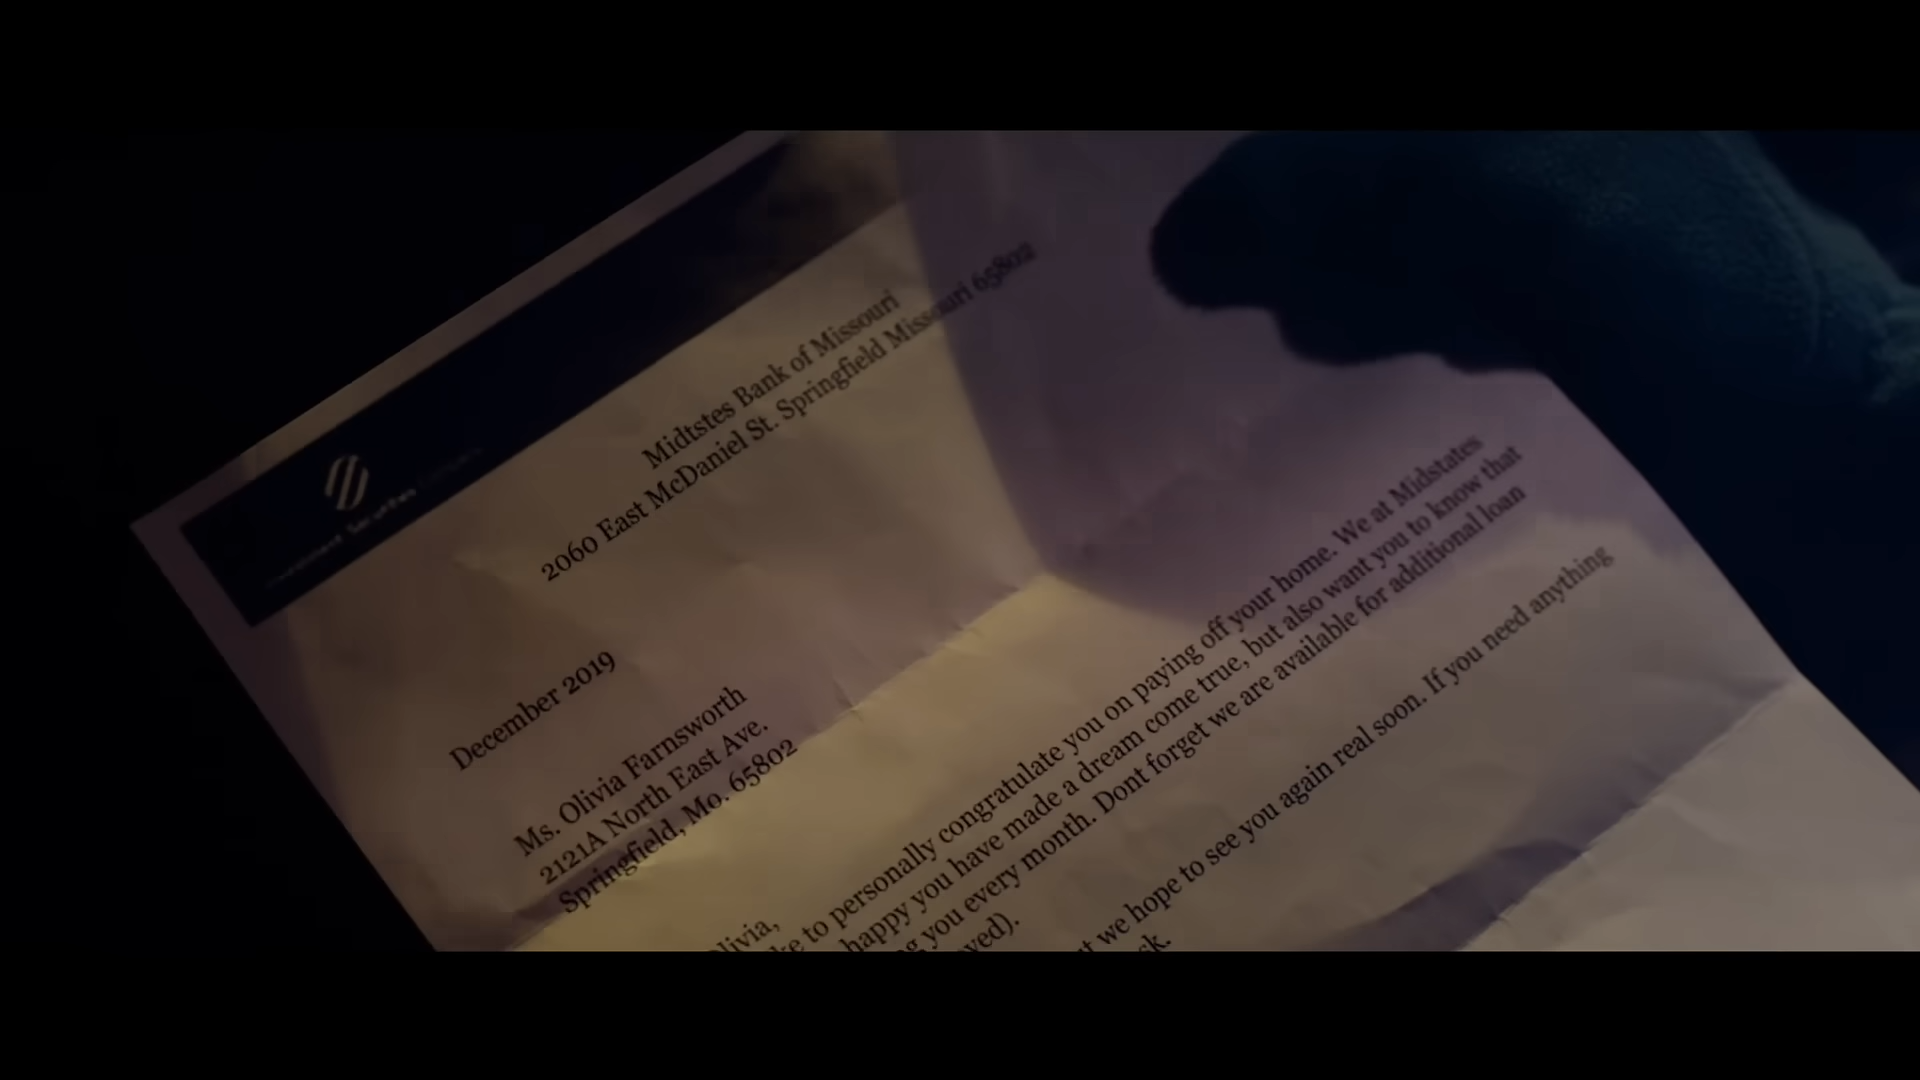 Midtstes Bank of Missouri
2060 East McDaniel St. Springfield Missouri 65802
December 2019
Ms. Olivia Farnsworth
2121A North East Ave.
Springfield, Mo. 65802
to personally congratulate you on paying off your home. We at Midstates
happy you have made a dream come true, but also want you to know that
you every month. Dont forget we are available for additional loan
we hope to see you again real soon. If you need anything